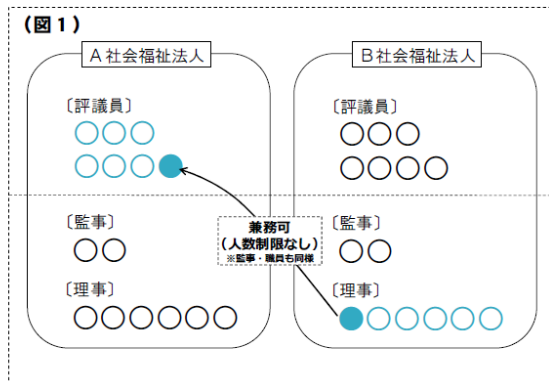 （図１）
Ａ社会福祉法人
Ｂ社会福祉法人
〔評議員〕
〔評議員〕
〔監事〕
〔監事〕
兼務可
（人数制限なし）
※監事・職員も同様
〔理事〕
〔理事〕